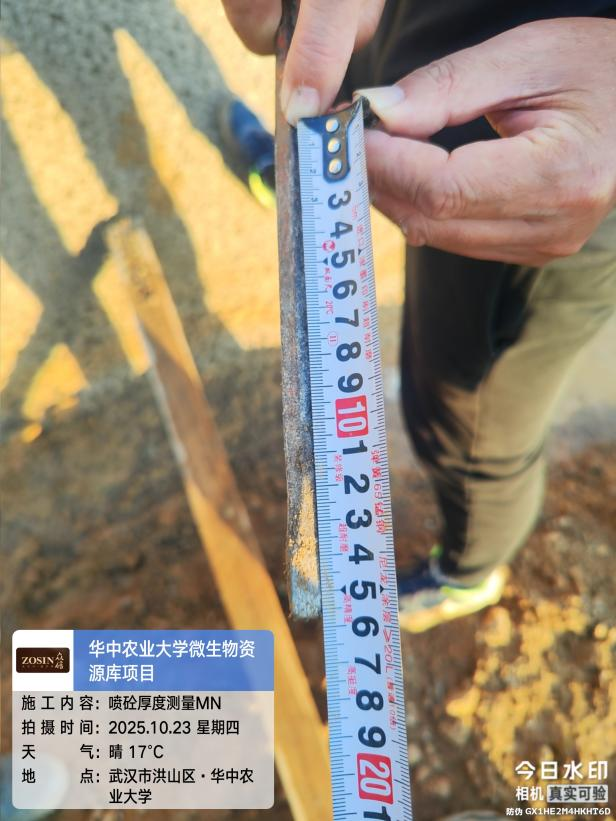 3
4
5
6
7
8
9
10
1
2
3
4
5
6
7
8
9
20
1
20℃
ZOSIN
华中农业大学微生物资
源库项目
施工内容：喷砼厚度测量MN
拍摄时间：2025.10.23 星期四
天气：晴 17°C
地点：武汉市洪山区·华中农
业大学
今日水印
相机 真实可验
防伪 GX1HE2M4HKHT6D